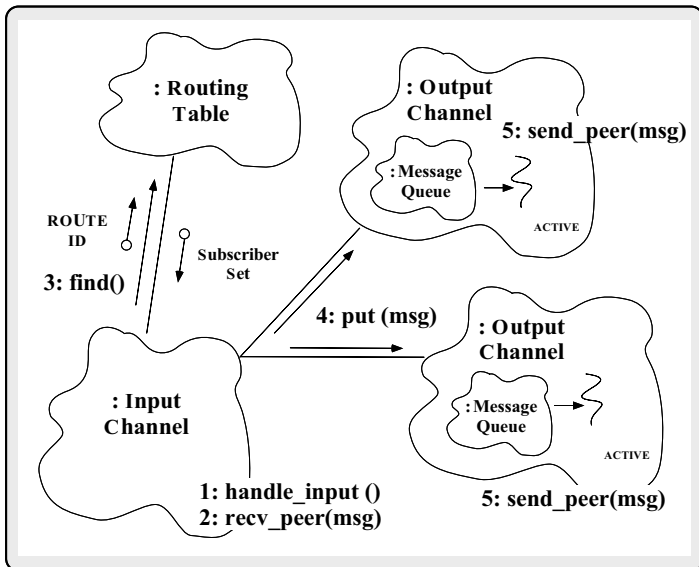 : Routing
Table
: Output
Channel
5: send_peer(msg)
: Message
Queue
ACTIVE
ROUTE
ID
Subscriber
Set
3: find()
4: put (msg)
: Output
Channel
: Message
Queue
ACTIVE
: Input
Channel
1: handle_input ()
2: recv_peer(msg)
5: send_peer(msg)